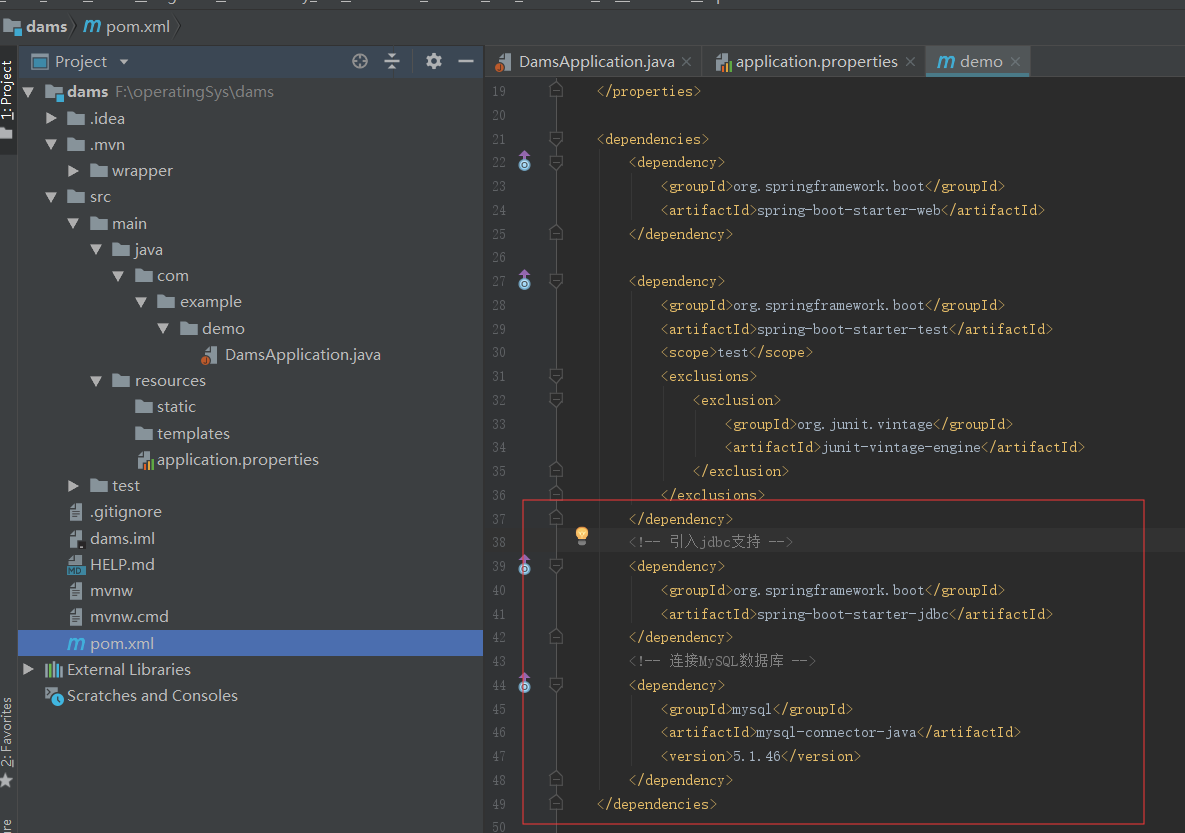 dams
pom.xml
Project
dams F:\operatingSys\dams
.idea
.mvn
wrapper
src
main
java
com
example
demo
DamsApplication.java
resources
static
templates
application.properties
test
.gitignore
dams.iml
HELP.md
mvnw
mvnw.cmd
pom.xml
External Libraries
Scratches and Consoles
1: Project
2: Favorites
DamsApplication.java
application.properties
demo
19 </properties>
20
21 <dependencies>
22 <dependency>
23 <groupId>org.springframework.boot</groupId>
24 <artifactId>spring-boot-starter-web</artifactId>
25 </dependency>
26
27 <dependency>
28 <groupId>org.springframework.boot</groupId>
29 <artifactId>spring-boot-starter-test</artifactId>
30 <scope>test</scope>
31 <exclusions>
32 <exclusion>
33 <groupId>org.junit.vintage</groupId>
34 <artifactId>junit-vintage-engine</artifactId>
35 </exclusion>
36 </exclusions>
37 </dependency>
38 <!-- 引入jdbc支持 -->
39 <dependency>
40 <groupId>org.springframework.boot</groupId>
41 <artifactId>spring-boot-starter-jdbc</artifactId>
42 </dependency>
43 <!-- 连接MySQL数据库 -->
44 <dependency>
45 <groupId>mysql</groupId>
46 <artifactId>mysql-connector-java</artifactId>
47 <version>5.1.46</version>
48 </dependency>
49 </dependencies>
50